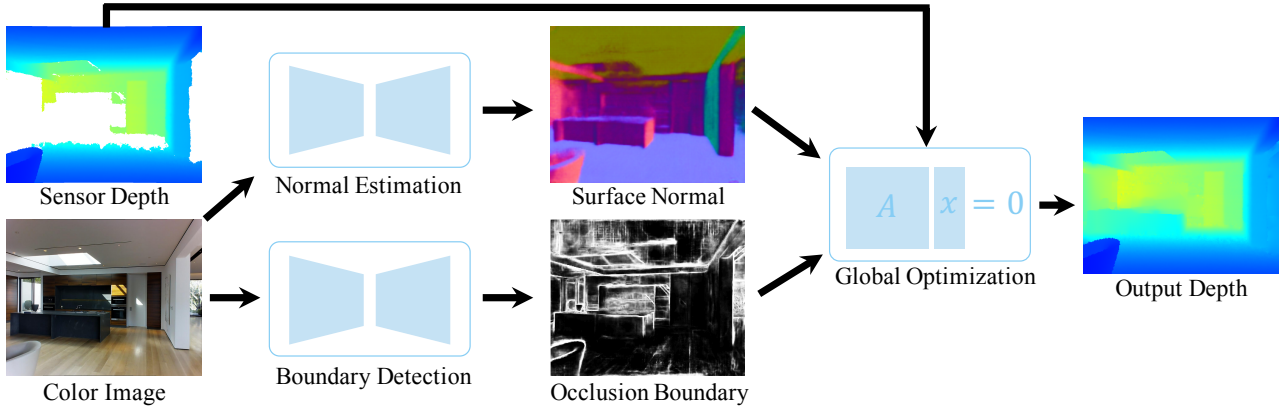 Sensor Depth
Normal Estimation
Surface Normal
A x = 0
Global Optimization
Output Depth
Color Image
Boundary Detection
Occlusion Boundary